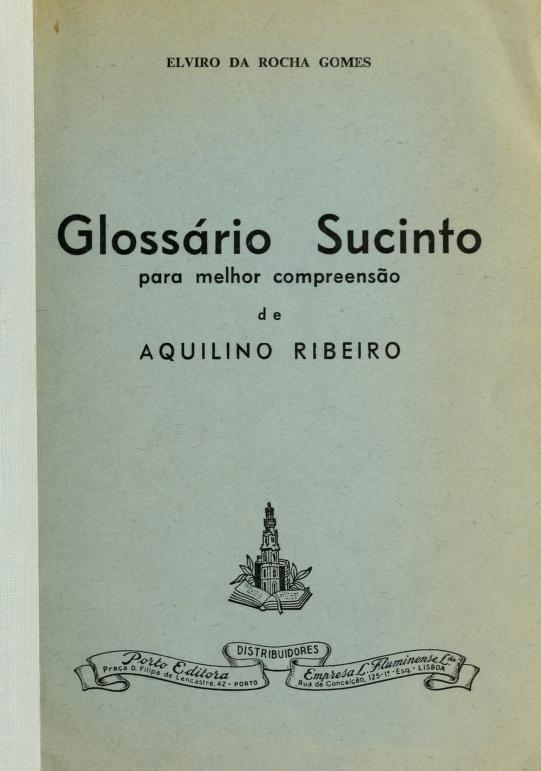 ELVIRO DA ROCHA GOMES
Glossário Sucinto
para melhor compreensão
de
AQUILINO RIBEIRO
DISTRIBUIDORES
Porto Editora
Praça D. Filipa de Lencastre, 42 - PORTO
Empresa L. Fluminense L.da
Rua da Conceição, 125-1º-Esq. - LISBOA